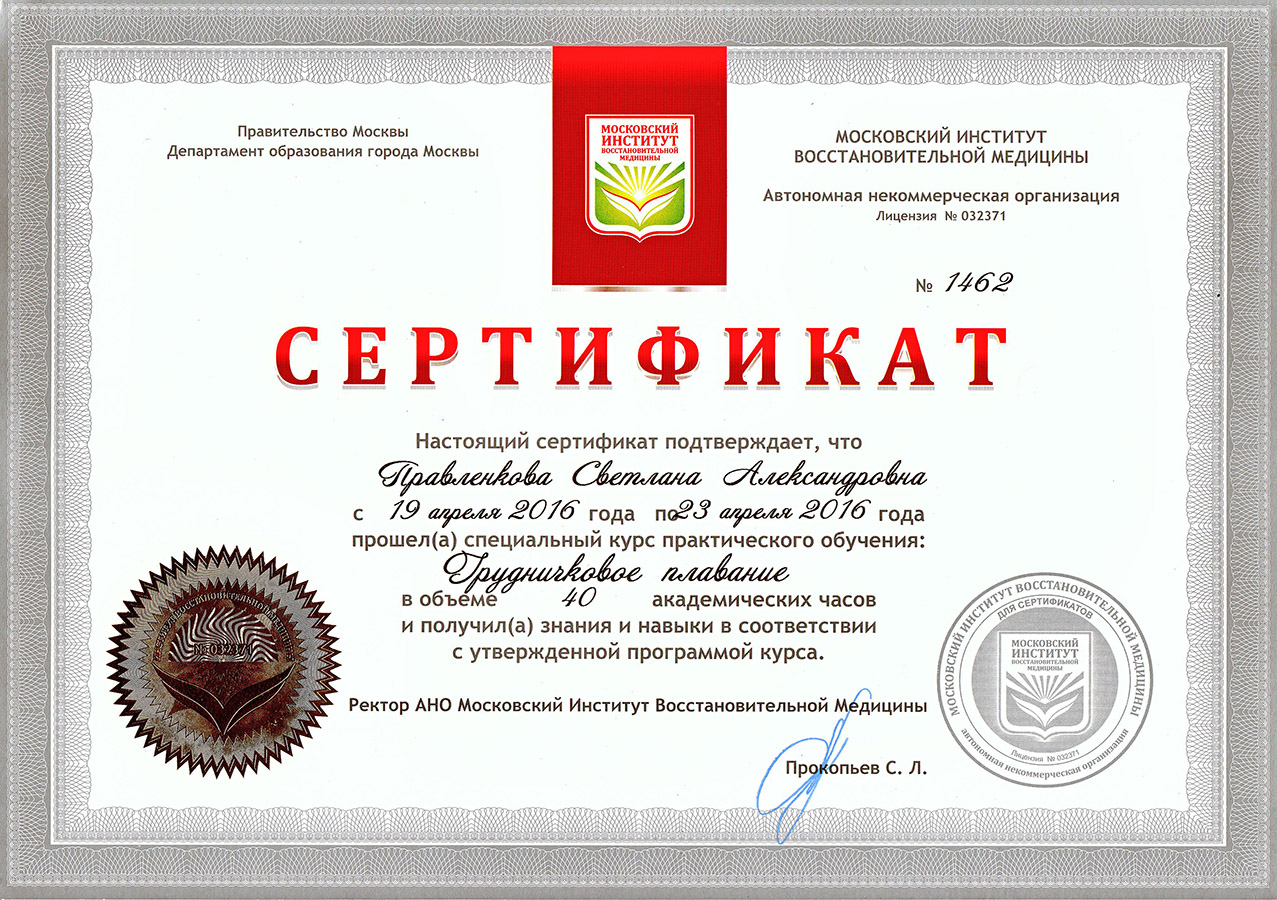 Правительство Москвы
Департамент образования города Москвы
МОСКОВСКИЙ
ИНСТИТУТ
ВОССТАНОВИТЕЛЬНОЙ
МЕДИЦИНЫ
МОСКОВСКИЙ ИНСТИТУТ
ВОССТАНОВИТЕЛЬНОЙ МЕДИЦИНЫ
Автономная некоммерческая организация
Лицензия № 032371
№ 1462
СЕРТИФИКАТ
Настоящий сертификат подтверждает, что
Правленкова Светлана Александровна
с 19 апреля 2016 года по 23 апреля 2016 года
прошел(а) специальный курс практического обучения:
Грудничковое плавание
в объеме 40 академических часов
и получил(а) знания и навыки в соответствии
с утвержденной программой курса.
Ректор АНО Московский Институт Восстановительной Медицины
Прокопьев С. Л.
№ 032371
МОСКОВСКИЙ ИНСТИТУТ ВОССТАНОВИТЕЛЬНОЙ МЕДИЦИНЫ
ДЛЯ СЕРТИФИКАТОВ
МОСКОВСКИЙ
ИНСТИТУТ
ВОССТАНОВИТЕЛЬНОЙ
МЕДИЦИНЫ
Лицензия № 032371
автономная некоммерческая организация